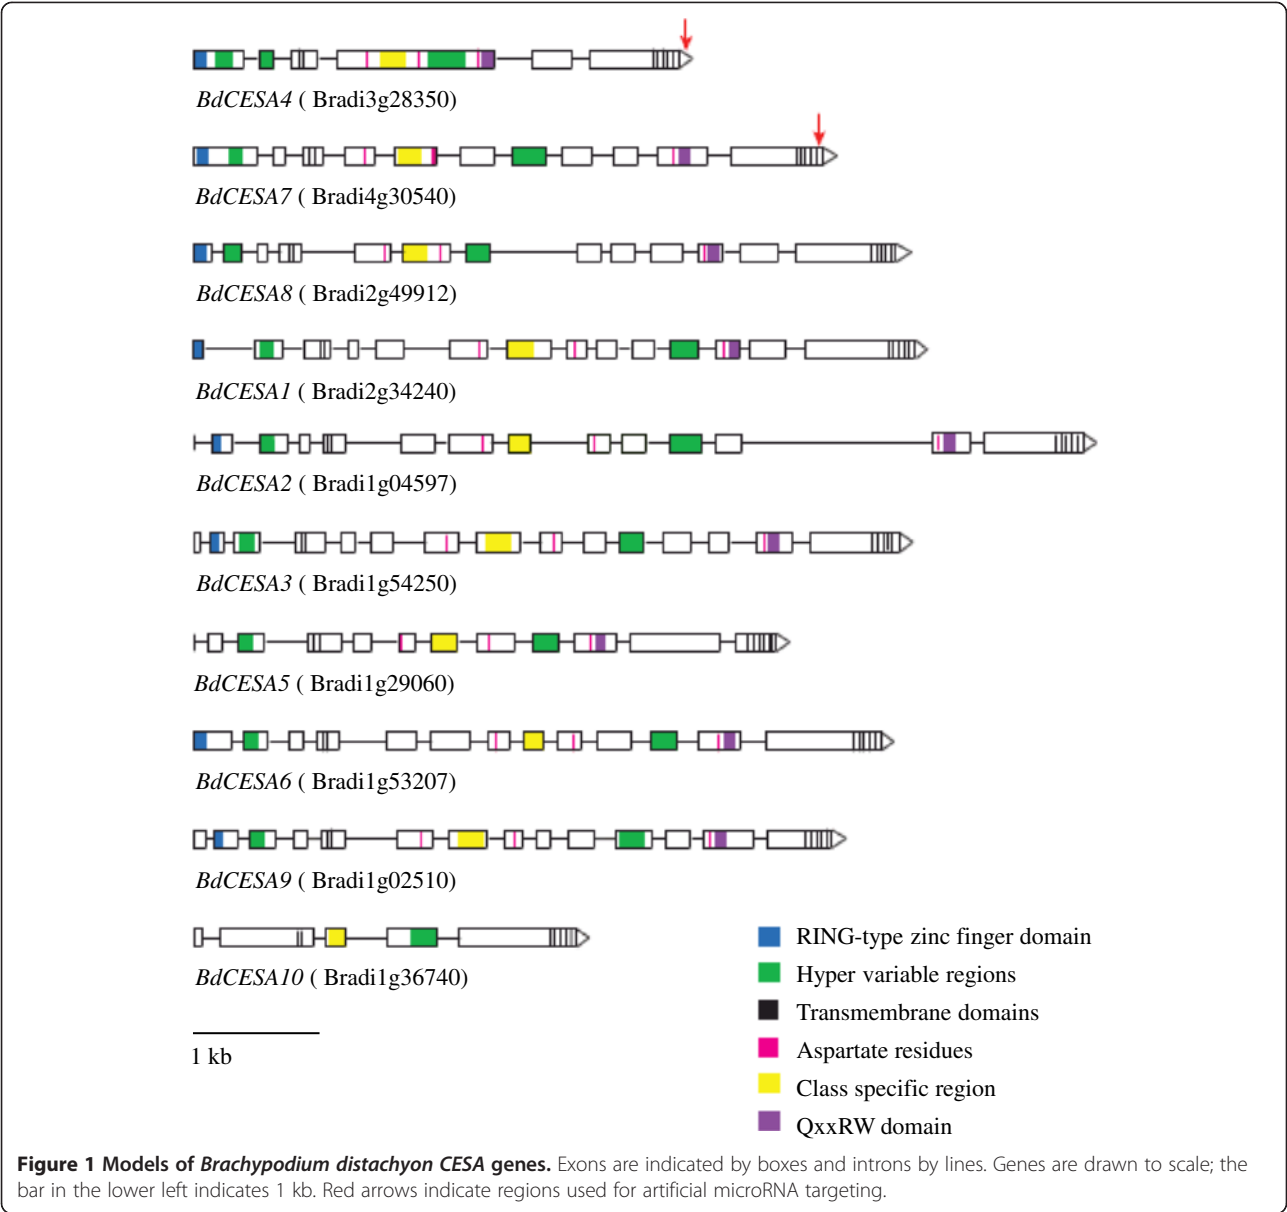 BdCESA4 ( Bradi3g28350)
BdCESA7 ( Bradi4g30540)
BdCESA8 ( Bradi2g49912)
BdCESA1 ( Bradi2g34240)
BdCESA2 ( Bradi1g04597)
BdCESA3 ( Bradi1g54250)
BdCESA5 ( Bradi1g29060)
BdCESA6 ( Bradi1g53207)
BdCESA9 ( Bradi1g02510)
BdCESA10 ( Bradi1g36740)
1 kb
RING-type zinc finger domain
Hyper variable regions
Transmembrane domains
Aspartate residues
Class specific region
QxxRW domain
Figure 1 Models of Brachypodium distachyon CESA genes. Exons are indicated by boxes and introns by lines. Genes are drawn to scale; the
bar in the lower left indicates 1 kb. Red arrows indicate regions used for artificial microRNA targeting.